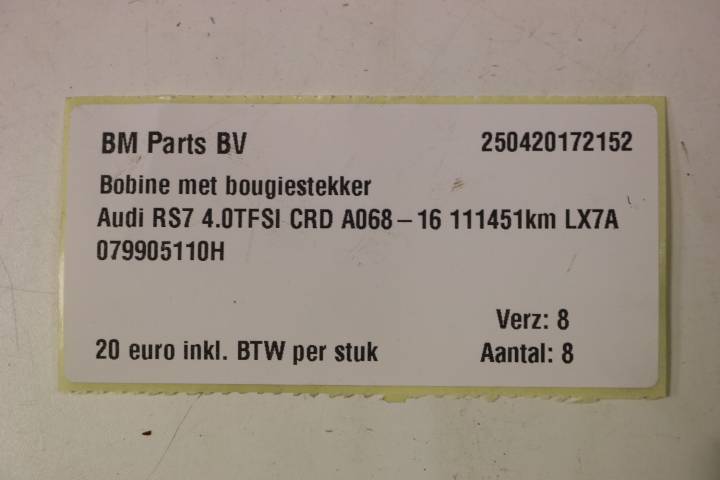 BM Parts BV 250420172152
Bobine met bougiestekker
Audi RS7 4.0TFSI CRD A068-16 111451km LX7A
079905110H
Verz: 8
20 euro inkl. BTW per stuk Aantal: 8